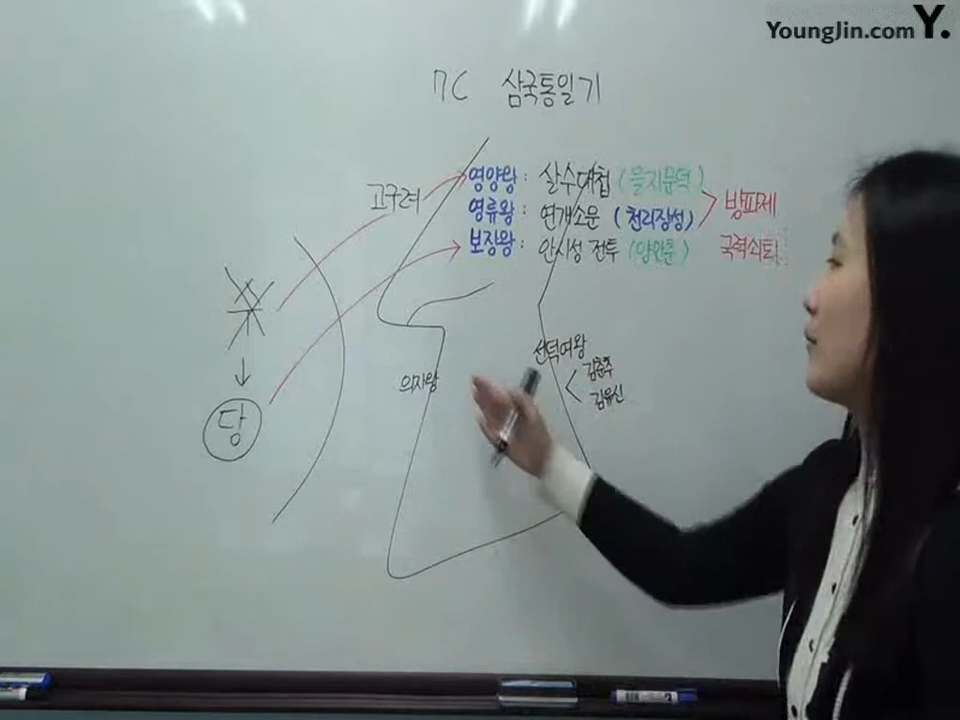 YoungJin.com Y.
7C 삼국통일기
고구려
영양왕 : 살수대첩 (을지문덕)
영류왕 : 연개소문 (천리장성)
보장왕 : 안시성 전투 (양만춘)
방파제
국력쇠퇴
당
의자왕
선덕여왕
김춘추
김유신